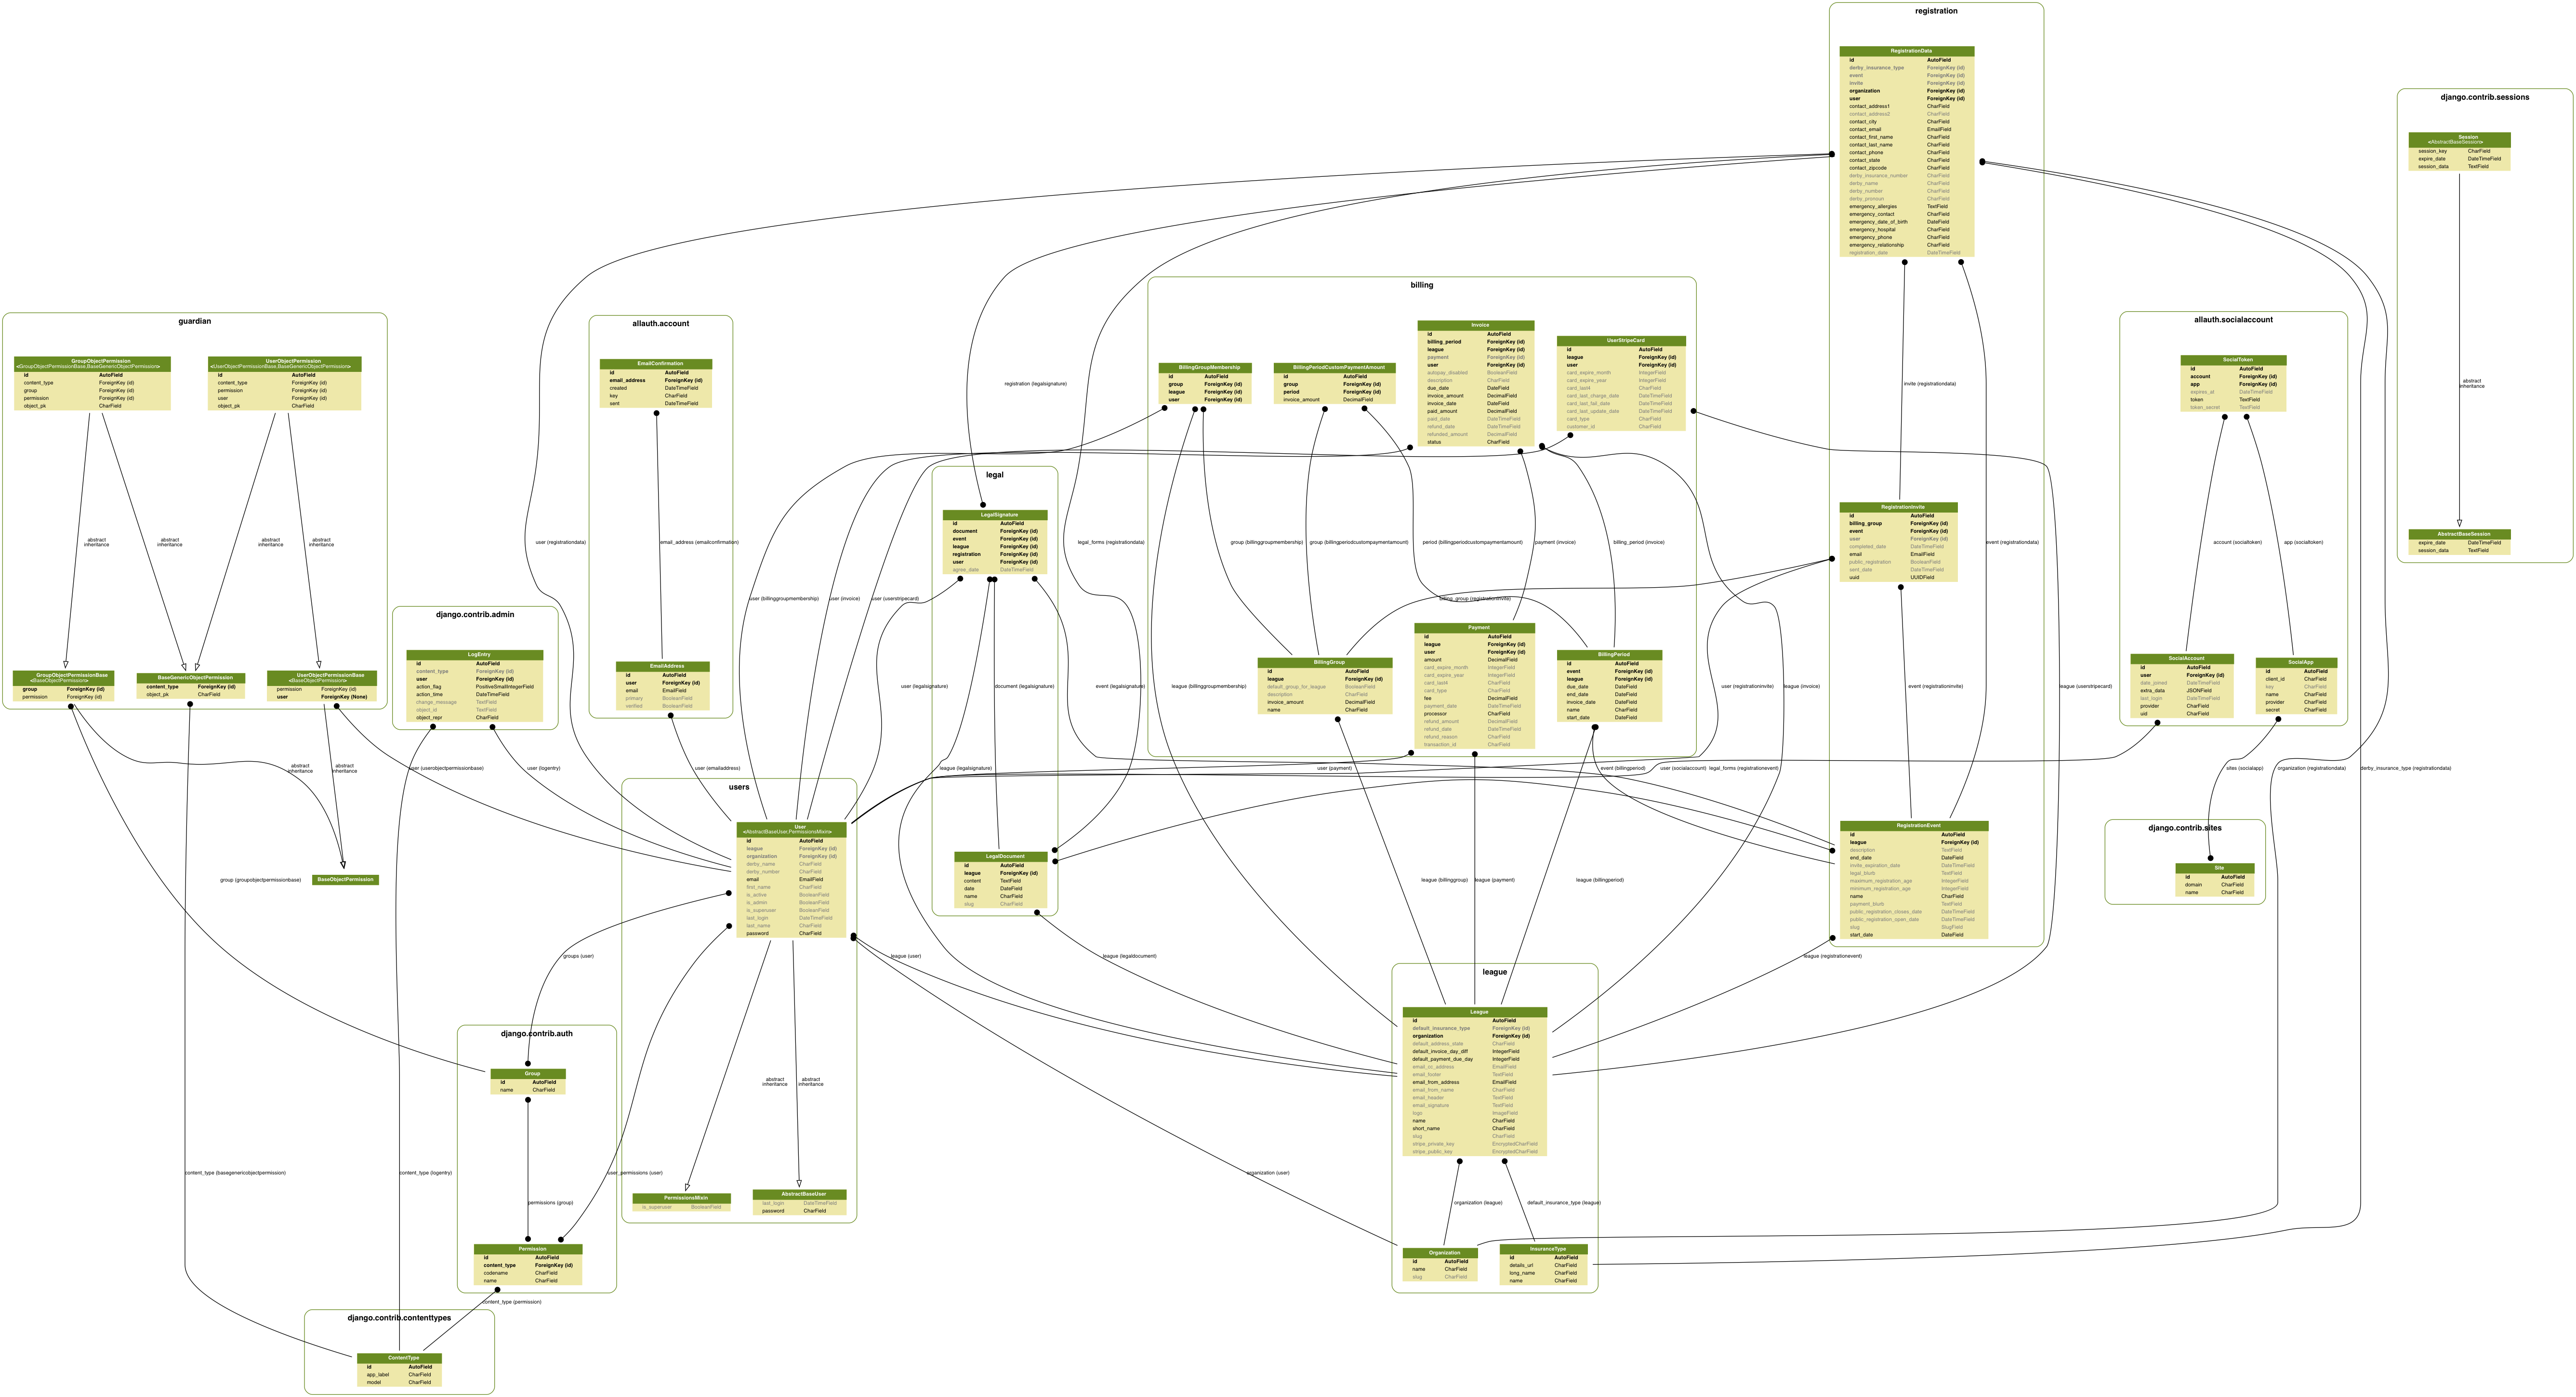 registration
RegistrationData
id AutoField
derby_insurance_type ForeignKey (id)
event ForeignKey (id)
invite ForeignKey (id)
organization ForeignKey (id)
user ForeignKey (id)
contact_address1 CharField
contact_address2 CharField
contact_city CharField
contact_email EmailField
contact_first_name CharField
contact_last_name CharField
contact_phone CharField
contact_state CharField
contact_zipcode CharField
derby_insurance_number CharField
derby_name CharField
derby_number CharField
derby_pronoun CharField
emergency_allergies TextField
emergency_contact CharField
emergency_date_of_birth DateField
emergency_hospital CharField
emergency_phone CharField
emergency_relationship CharField
registration_date DateTimeField
invite (registrationdata)
event (registrationdata)
RegistrationInvite
id AutoField
billing_group ForeignKey (id)
event ForeignKey (id)
user ForeignKey (id)
completed_date DateTimeField
email EmailField
public_registration BooleanField
sent_date DateTimeField
uuid UUIDField
event (registrationinvite)
RegistrationEvent
id AutoField
league ForeignKey (id)
description TextField
end_date DateField
invite_expiration_date DateTimeField
legal_blurb TextField
maximum_registration_age IntegerField
minimum_registration_age IntegerField
name CharField
payment_blurb TextField
public_registration_closes_date DateTimeField
public_registration_open_date DateTimeField
slug SlugField
start_date DateField
league (registrationevent)
django.contrib.sessions
Session
«AbstractBaseSession»
session_key CharField
expire_date DateTimeField
session_data TextField
abstract
inheritance
AbstractBaseSession
expire_date DateTimeField
session_data TextField
guardian
GroupObjectPermission
«GroupObjectPermissionBase,BaseGenericObjectPermission»
id AutoField
content_type ForeignKey (id)
group ForeignKey (id)
permission ForeignKey (id)
object_pk CharField
UserObjectPermission
«UserObjectPermissionBase,BaseGenericObjectPermission»
id AutoField
content_type ForeignKey (id)
permission ForeignKey (id)
user ForeignKey (id)
object_pk CharField
abstract
inheritance
abstract
inheritance
abstract
inheritance
abstract
inheritance
GroupObjectPermissionBase
«BaseObjectPermission»
group ForeignKey (id)
permission ForeignKey (id)
BaseGenericObjectPermission
content_type ForeignKey (id)
object_pk CharField
UserObjectPermissionBase
«BaseObjectPermission»
permission ForeignKey (id)
user ForeignKey (None)
abstract
inheritance
abstract
inheritance
user (userobjectpermissionbase)
group (groupobjectpermissionbase)
BaseObjectPermission
content_type (basegenericobjectpermission)
django.contrib.admin
LogEntry
id AutoField
content_type ForeignKey (id)
user ForeignKey (id)
action_flag PositiveSmallIntegerField
action_time DateTimeField
change_message TextField
object_id TextField
object_repr CharField
user (logentry)
content_type (logentry)
allauth.account
EmailConfirmation
id AutoField
email_address ForeignKey (id)
created DateTimeField
key CharField
sent DateTimeField
email_address (emailconfirmation)
EmailAddress
id AutoField
user ForeignKey (id)
email EmailField
primary BooleanField
verified BooleanField
user (emailaddress)
user (registrationdata)
registration (legalsignature)
legal_forms (registrationdata)
legal
LegalSignature
id AutoField
document ForeignKey (id)
event ForeignKey (id)
league ForeignKey (id)
registration ForeignKey (id)
user ForeignKey (id)
agree_date DateTimeField
user (legalsignature)
document (legalsignature)
event (legalsignature)
league (legalsignature)
LegalDocument
id AutoField
league ForeignKey (id)
content TextField
date DateField
name CharField
slug CharField
league (legaldocument)
billing
BillingGroupMembership
id AutoField
group ForeignKey (id)
league ForeignKey (id)
user ForeignKey (id)
BillingPeriodCustomPaymentAmount
id AutoField
group ForeignKey (id)
period ForeignKey (id)
invoice_amount DecimalField
Invoice
id AutoField
billing_period ForeignKey (id)
league ForeignKey (id)
payment ForeignKey (id)
user ForeignKey (id)
autopay_disabled BooleanField
description CharField
due_date DateField
invoice_amount DecimalField
invoice_date DateField
paid_amount DecimalField
paid_date DateTimeField
refund_date DateTimeField
refunded_amount DecimalField
status CharField
UserStripeCard
id AutoField
league ForeignKey (id)
user ForeignKey (id)
card_expire_month IntegerField
card_expire_year IntegerField
card_last4 CharField
card_last_charge_date DateTimeField
card_last_fail_date DateTimeField
card_last_update_date DateTimeField
card_type CharField
customer_id CharField
group (billinggroupmembership)
group (billingperiodcustompaymentamount)
period (billingperiodcustompaymentamount)
payment (invoice)
billing_period (invoice)
user (billinggroupmembership)
user (invoice)
user (userstripecard)
billing_group (registrationinvite)
league (invoice)
BillingGroup
id AutoField
league ForeignKey (id)
default_group_for_league BooleanField
description CharField
invoice_amount DecimalField
name CharField
Payment
id AutoField
league ForeignKey (id)
user ForeignKey (id)
amount DecimalField
card_expire_month IntegerField
card_expire_year IntegerField
card_last4 CharField
card_type CharField
fee DecimalField
payment_date DateTimeField
processor CharField
refund_amount DecimalField
refund_date DateTimeField
refund_reason CharField
transaction_id CharField
BillingPeriod
id AutoField
event ForeignKey (id)
league ForeignKey (id)
due_date DateField
end_date DateField
invoice_date DateField
name CharField
start_date DateField
league (billinggroupmembership)
user (registrationinvite)
user (payment)
event (billingperiod)
user (socialaccount)
legal_forms (registrationevent)
league (billinggroup)
league (payment)
league (billingperiod)
league (userstripecard)
allauth.socialaccount
SocialToken
id AutoField
account ForeignKey (id)
app ForeignKey (id)
expires_at DateTimeField
token TextField
token_secret TextField
account (socialtoken)
app (socialtoken)
SocialAccount
id AutoField
user ForeignKey (id)
date_joined DateTimeField
extra_data JSONField
last_login DateTimeField
provider CharField
uid CharField
SocialApp
id AutoField
client_id CharField
key CharField
name CharField
provider CharField
secret CharField
sites (socialapp)
organization (registrationdata)
derby_insurance_type (registrationdata)
django.contrib.sites
Site
id AutoField
domain CharField
name CharField
users
User
«AbstractBaseUser,PermissionsMixin»
id AutoField
league ForeignKey (id)
organization ForeignKey (id)
derby_name CharField
derby_number CharField
email EmailField
first_name CharField
is_active BooleanField
is_admin BooleanField
is_superuser BooleanField
last_login DateTimeField
last_name CharField
password CharField
groups (user)
league (user)
abstract
inheritance
abstract
inheritance
user_permissions (user)
organization (user)
PermissionsMixin
is_superuser BooleanField
AbstractBaseUser
last_login DateTimeField
password CharField
django.contrib.auth
Group
id AutoField
name CharField
permissions (group)
Permission
id AutoField
content_type ForeignKey (id)
codename CharField
name CharField
content_type (permission)
django.contrib.contenttypes
ContentType
id AutoField
app_label CharField
model CharField
league
League
id AutoField
default_insurance_type ForeignKey (id)
organization ForeignKey (id)
default_address_state CharField
default_invoice_day_diff IntegerField
default_payment_due_day IntegerField
email_cc_address EmailField
email_footer TextField
email_from_address EmailField
email_from_name CharField
email_header TextField
email_signature TextField
logo ImageField
name CharField
short_name CharField
slug CharField
stripe_private_key EncryptedCharField
stripe_public_key EncryptedCharField
organization (league)
default_insurance_type (league)
Organization
id AutoField
name CharField
slug CharField
InsuranceType
id AutoField
details_url CharField
long_name CharField
name CharField